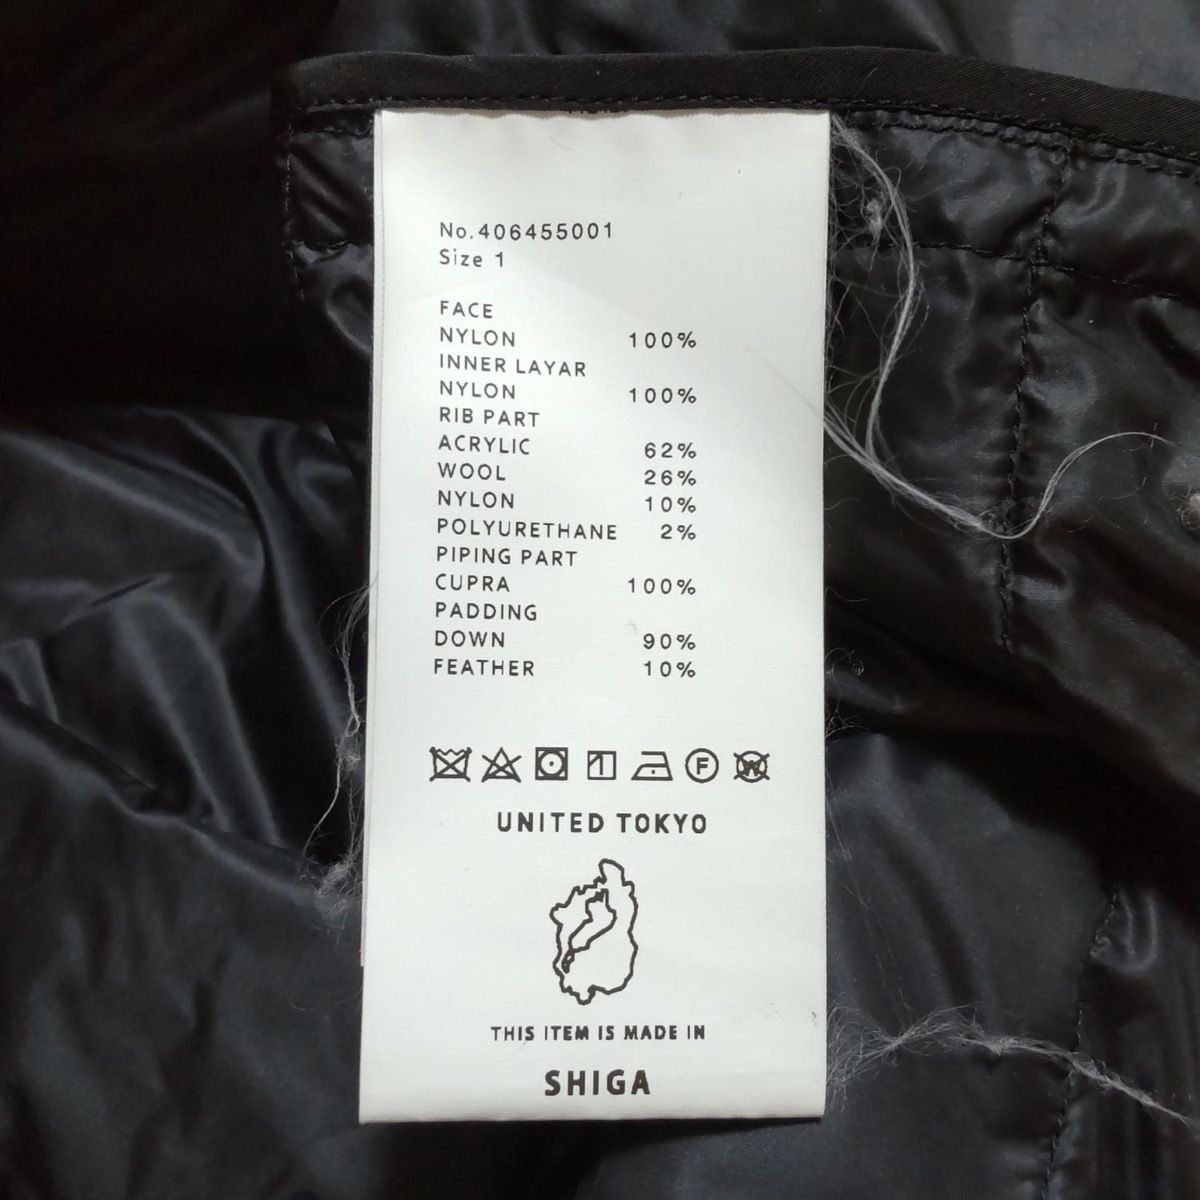 No.406455001
Size 1
FACE
NYLON 100%
INNER LAYAR
NYLON 100%
RIB PART
ACRYLIC 62%
WOOL 26%
NYLON 10%
POLYURETHANE 2%
PIPING PART
CUPRA 100%
PADDING
DOWN 90%
FEATHER 10%
1 F W
UNITED TOKYO
THIS ITEM IS MADE IN
SHIGA